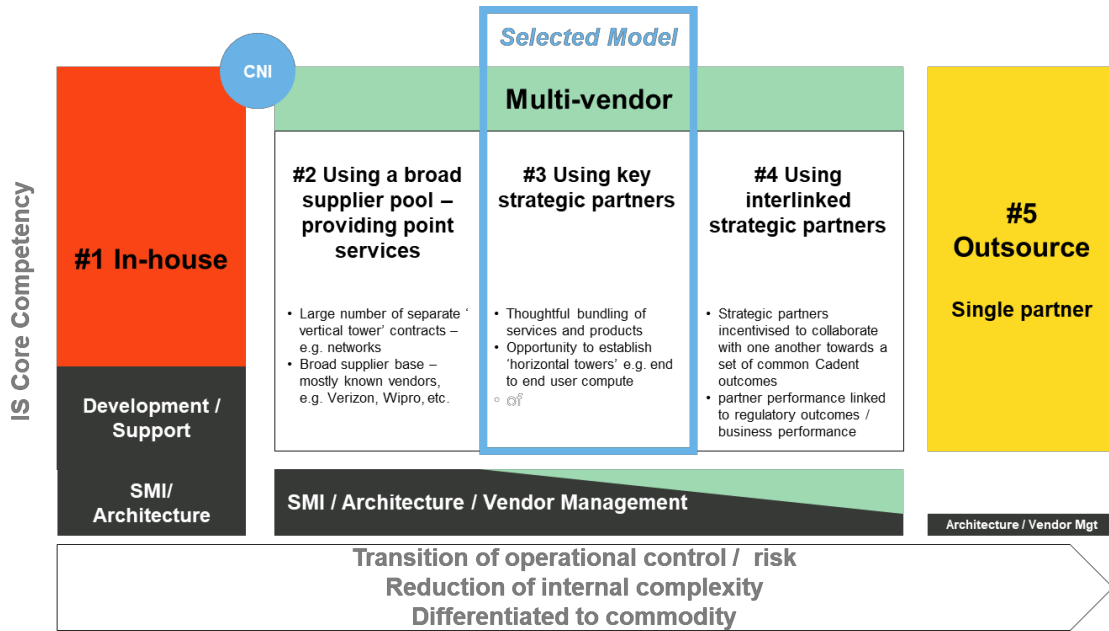 Selected Model
CNI
Multi-vendor
IS Core Competency
#1 In-house
Development /
Support
SMI/
Architecture
#2 Using a broad
supplier pool –
providing point
services
• Large number of separate ‘
vertical tower’ contracts –
e.g. networks
• Broad supplier base –
mostly known vendors,
e.g. Verizon, Wipro, etc.
#3 Using key
strategic partners
• Thoughtful bundling of
services and products
• Opportunity to establish
‘horizontal towers’ e.g. end
to end user compute
• of
#4 Using
interlinked
strategic partners
• Strategic partners
incentivised to collaborate
with one another towards a
set of common Cadent
outcomes
• partner performance linked
to regulatory outcomes /
business performance
#5
Outsource
Single partner
SMI / Architecture / Vendor Management
Architecture / Vendor Mgt
Transition of operational control / risk
Reduction of internal complexity
Differentiated to commodity